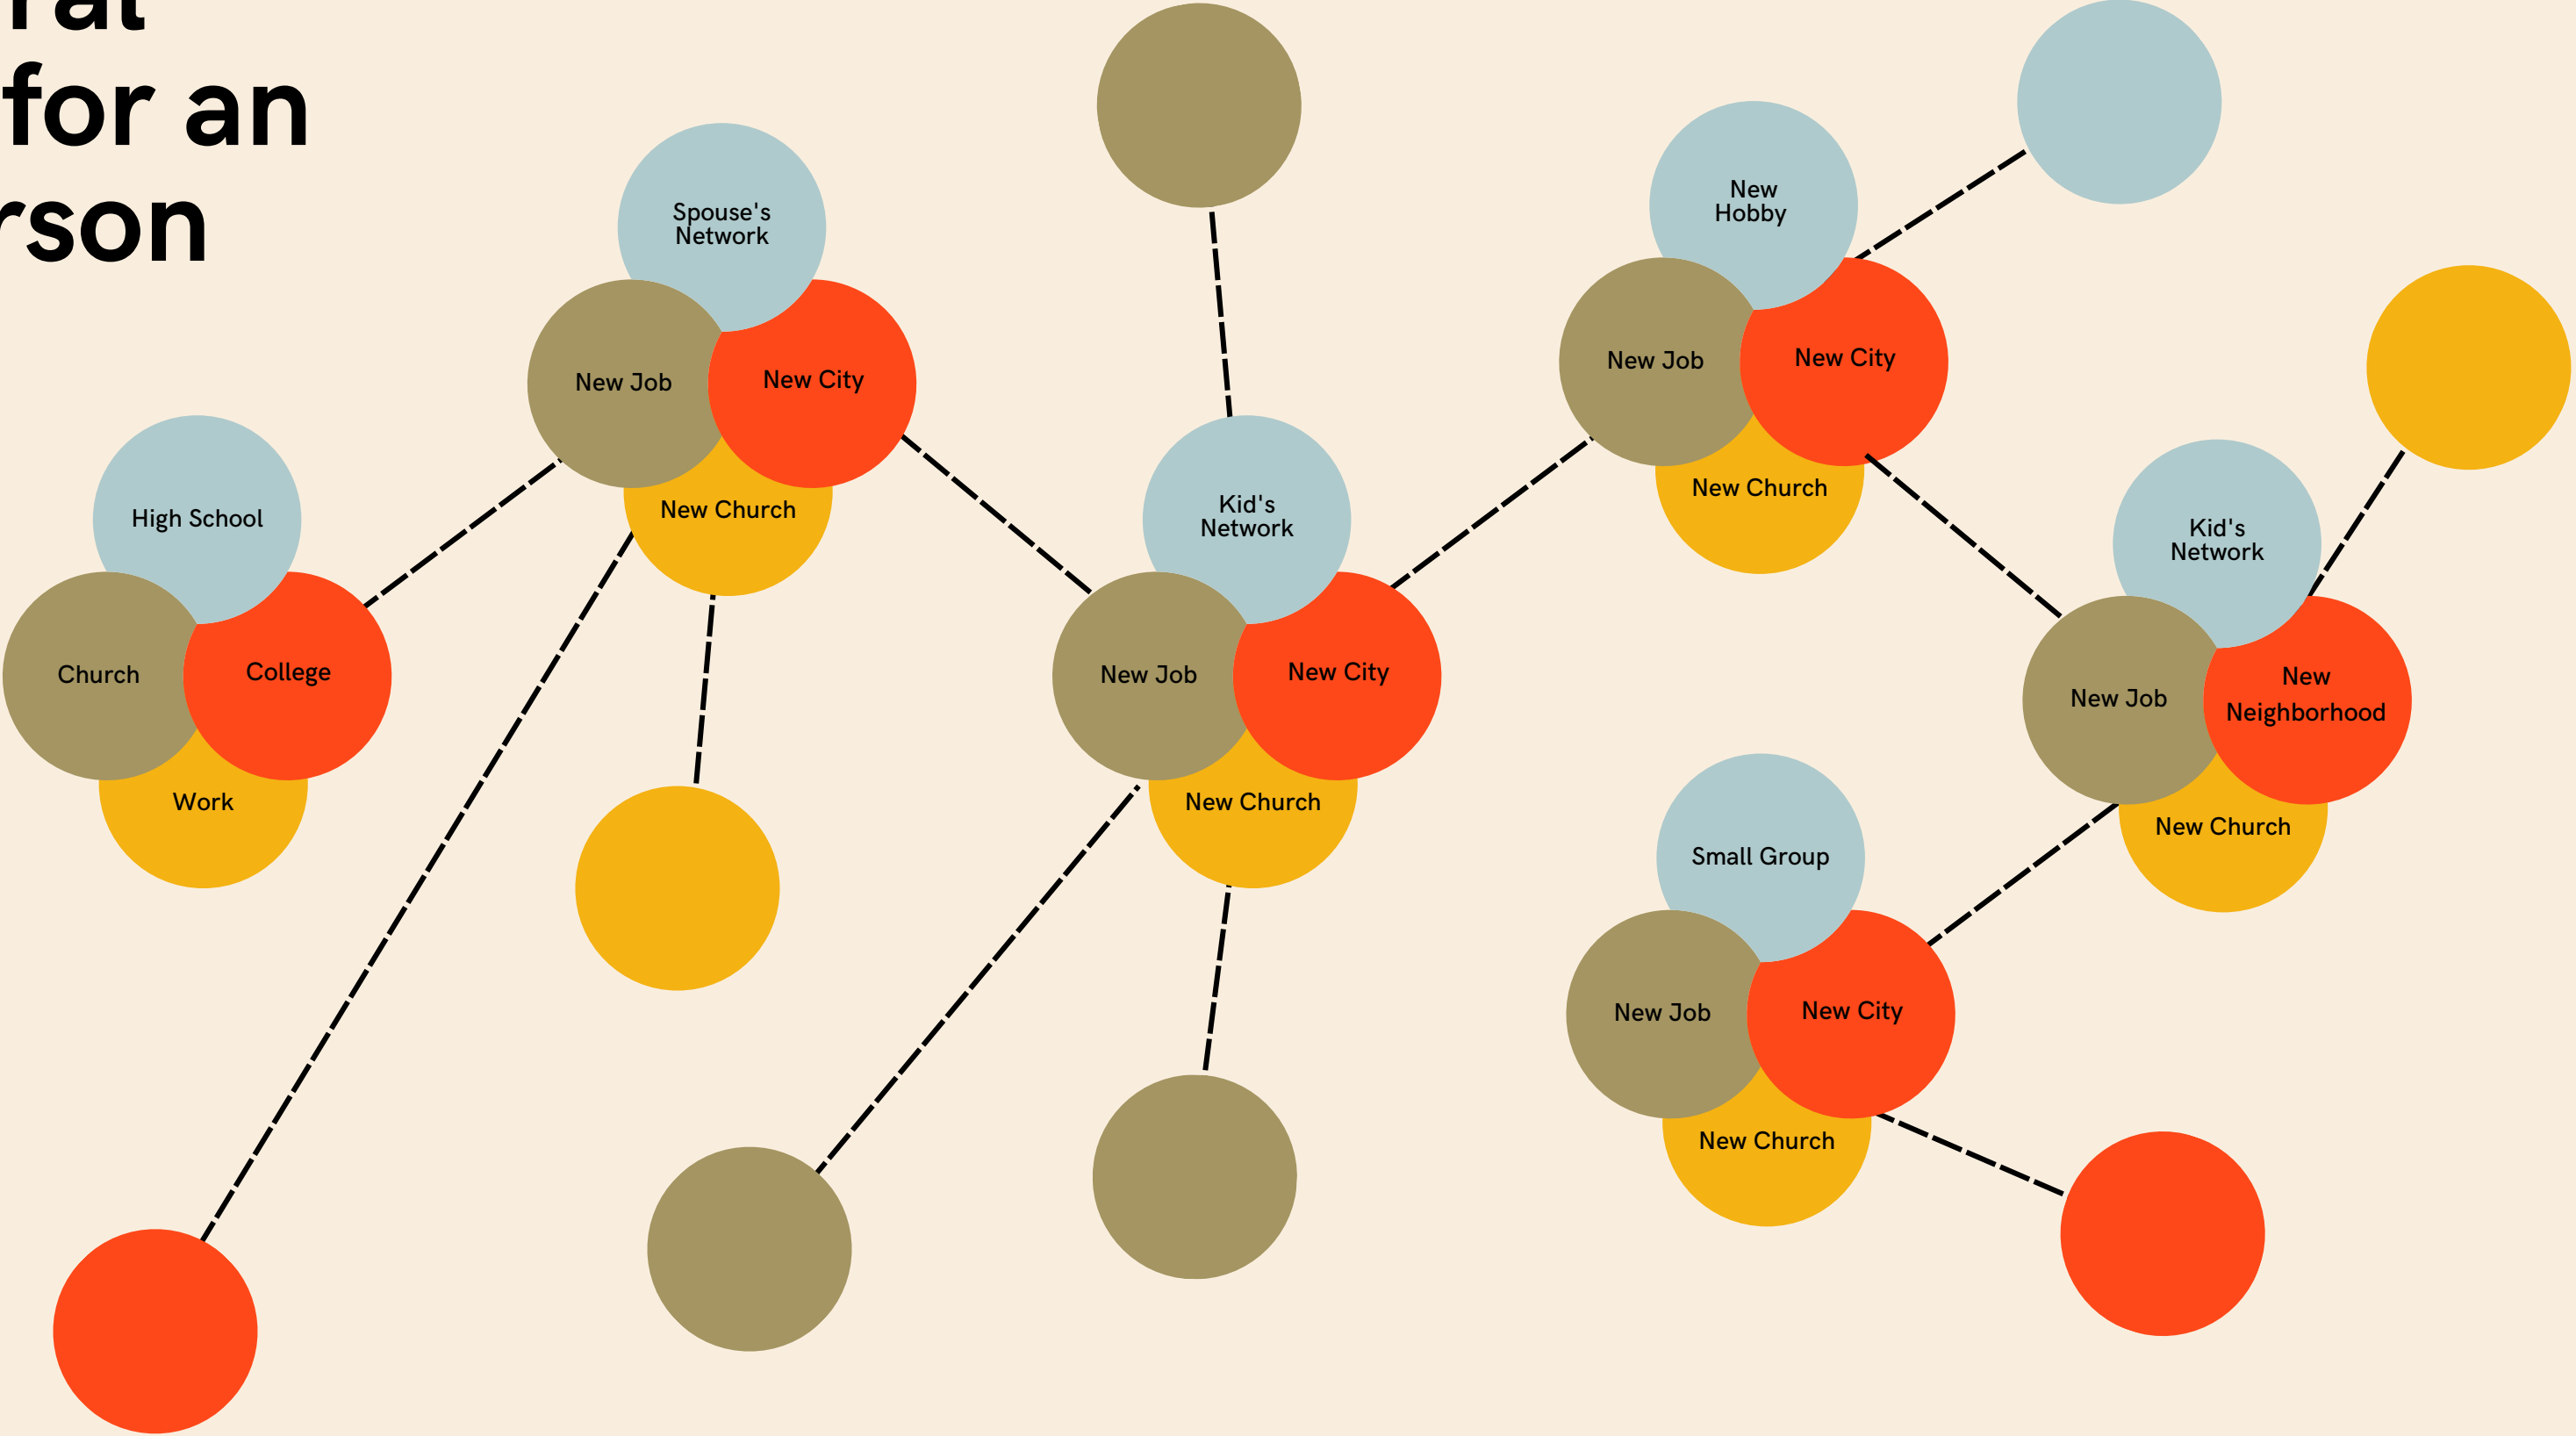 for an
Spouse's
Network
New Job
New City
New Church
High School
Church
College
Work
Kid's
Network
New Job
New City
New Church
New
Hobby
New Job
New City
New Church
Kid's
Network
New Job
New
Neighborhood
New Church
Small Group
New Job
New City
New Church